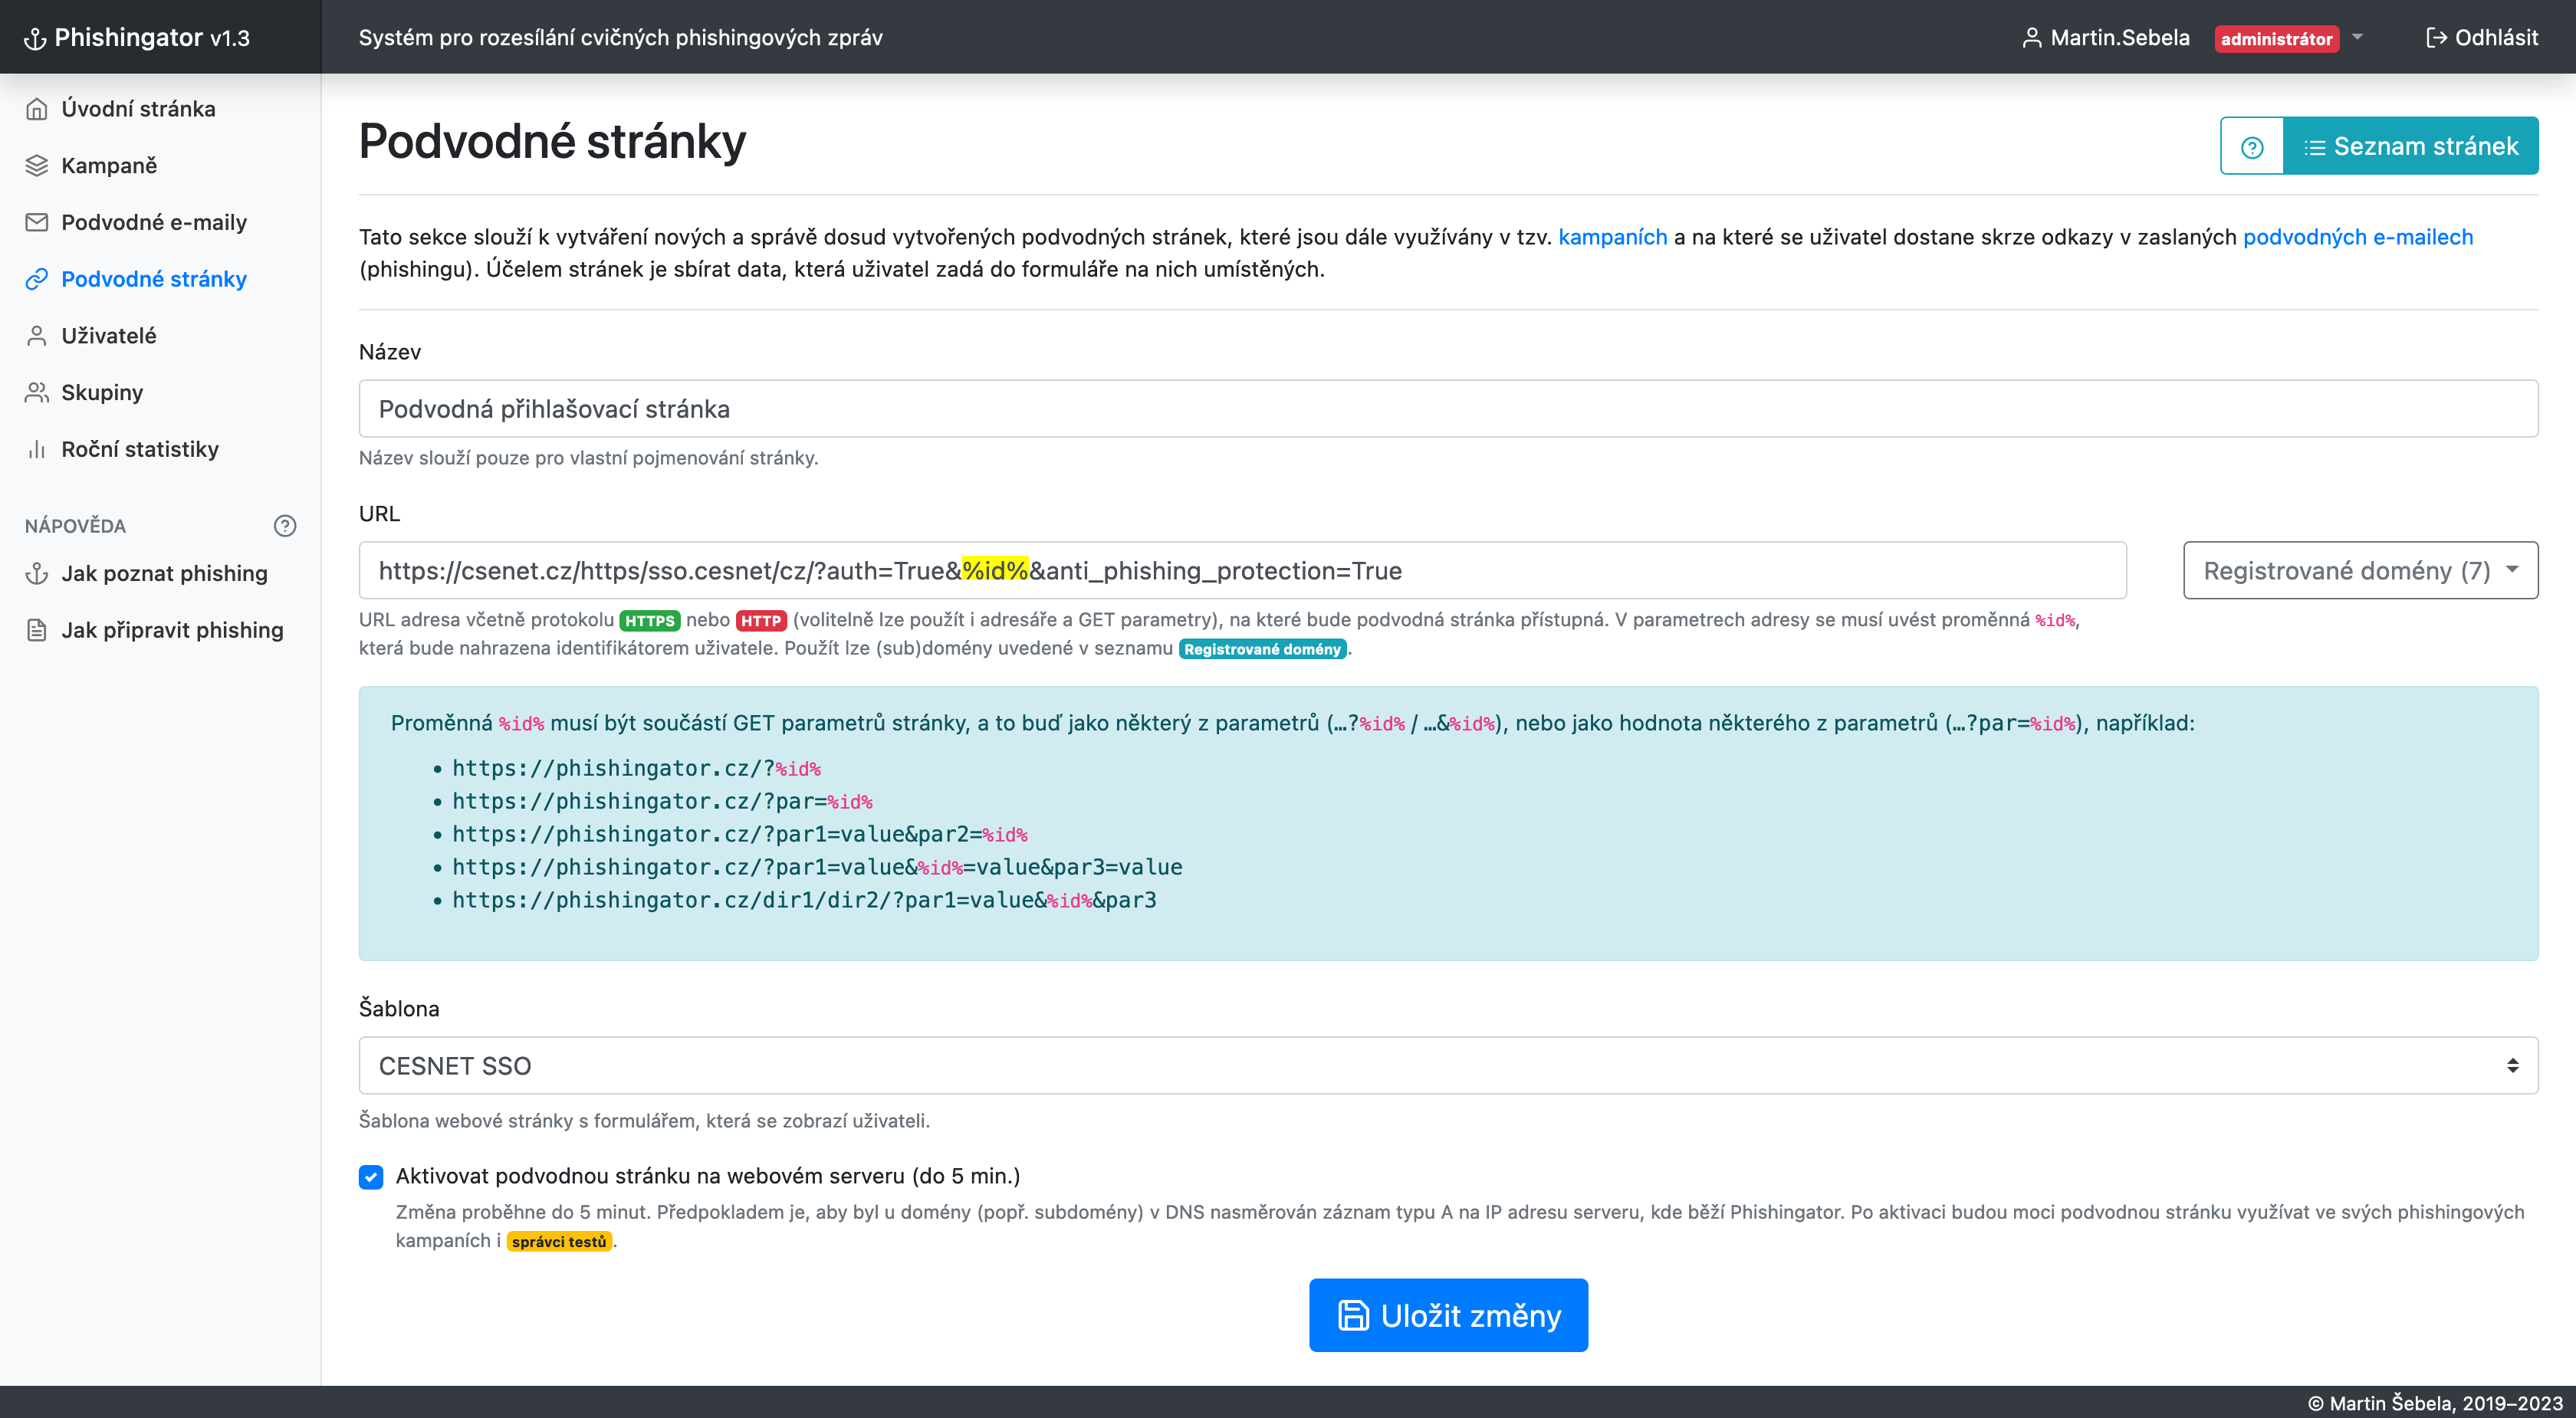 Phishingator v1.3
Systém pro rozesílání cvičných phishingových zpráv
Martin.Sebela
administrátor
Odhlásit
Úvodní stránka
Kampaně
Podvodné e-maily
Podvodné stránky
Uživatelé
Skupiny
Roční statistiky
NÁPOVĚDA
Jak poznat phishing
Jak připravit phishing
Podvodné stránky
Seznam stránek
Tato sekce slouží k vytváření nových a správě dosud vytvořených podvodných stránek, které jsou dále využívány v tzv. kampaních a na které se uživatel dostane skrze odkazy v zaslaných podvodných e-mailech
(phishingu). Účelem stránek je sbírat data, která uživatel zadá do formuláře na nich umístěných.
Název
Podvodná přihlašovací stránka
Název slouží pouze pro vlastní pojmenování stránky.
URL
https://csenet.cz/https/sso.cesnet/cz/?auth=True&%id%&anti_phishing_protection=True
Registrované domény (7)
URL adresa včetně protokolu HTTPS nebo HTTP (volitelně lze použít i adresáře a GET parametry), na které bude podvodná stránka přístupná. V parametrech adresy se musí uvést proměnná %id%,
která bude nahrazena identifikátorem uživatele. Použít lze (sub)domény uvedené v seznamu Registrované domény.
Proměnná %id% musí být součástí GET parametrů stránky, a to buď jako některý z parametrů (…?%id% / …&%id%), nebo jako hodnota některého z parametrů (…?par=%id%), například:
• https://phishingator.cz/?%id%
• https://phishingator.cz/?par=%id%
• https://phishingator.cz/?par1=value&par2=%id%
• https://phishingator.cz/?par1=value&%id%=value&par3=value
• https://phishingator.cz/dir1/dir2/?par1=value&%id%&par3
Šablona
CESNET SSO
Šablona webové stránky s formulářem, která se zobrazí uživateli.
Aktivovat podvodnou stránku na webovém serveru (do 5 min.)
Změna proběhne do 5 minut. Předpokladem je, aby byl u domény (popř. subdomény) v DNS nasměrován záznam typu A na IP adresu serveru, kde běží Phishingator. Po aktivaci budou moci podvodnou stránku využívat ve svých phishingových
kampaních i správci testů.
Uložit změny
© Martin Šebela, 2019–2023